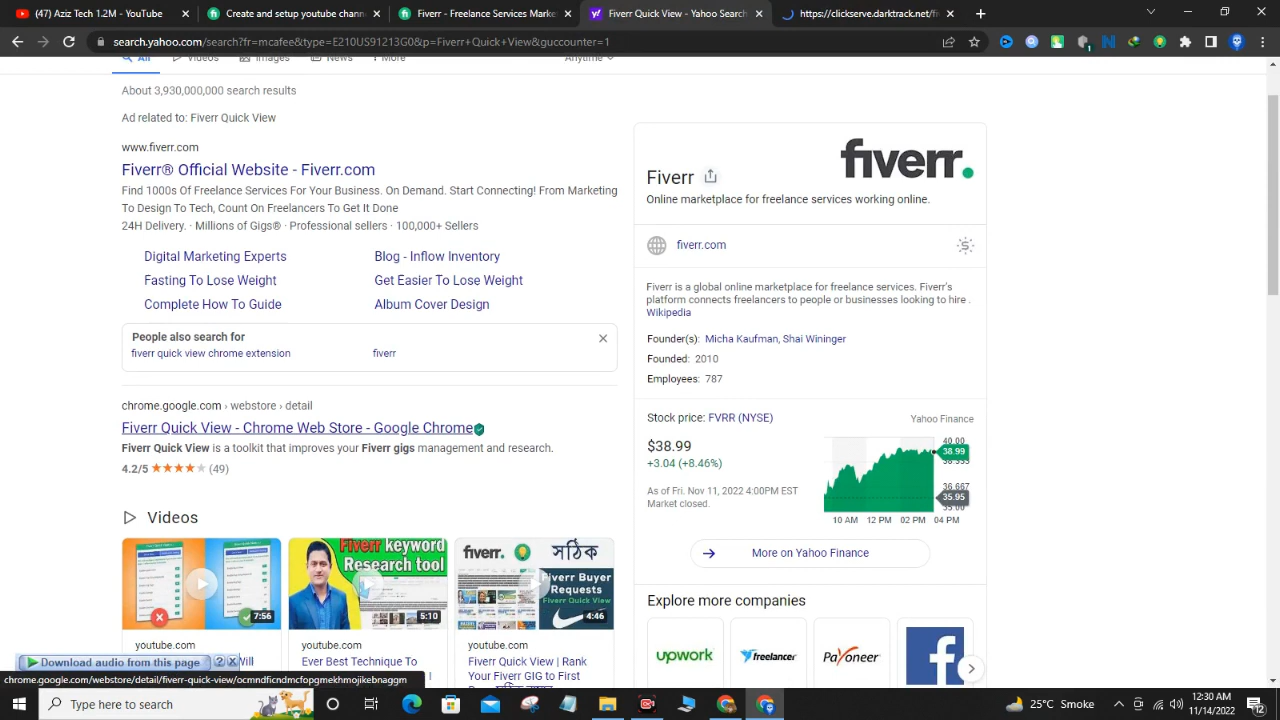 (47) Aziz Tech 1.2M - YouTube
Create fantastic thumbnails for y
Fiverr - Freelance Services Market
Fiverr Quick View - Yahoo Search
https://clickserve.dartsearch.net/
search.yahoo.com/search?fr=mcafee&type=E210US91213G0&p=Fiverr+Quick+View&guccounter=1
All
Videos
Images
News
More
Anytime
About 3,930,000,000 search results
Ad related to: Fiverr Quick View
www.fiverr.com
Fiverr® Official Website - Fiverr.com
Find 1000s Of Freelance Services For Your Business. On Demand. Start Connecting! From Marketing
To Design To Tech, Count On Freelancers To Get It Done
24H Delivery. · Millions of Gigs® · Professional sellers · 100,000+ Sellers
Digital Marketing Experts
Blog - Inflow Inventory
Fasting To Lose Weight
Get Easier To Lose Weight
Complete How To Guide
Album Cover Design
People also search for
fiverr quick view chrome extension
fiverr
chrome.google.com › webstore › detail
Fiverr Quick View - Chrome Web Store - Google Chrome
Fiverr Quick View is a toolkit that improves your Fiverr gigs management and research.
4.2/5 (49)
Videos
7:56
Fiverr keyword
Research tool
5:10
fiverr. সঠিক
Fiverr Buyer
Requests
Fiverr Quick View
4:46
youtube.com
Will
youtube.com
Ever Best Technique To
youtube.com
Fiverr Quick View | Rank
Your Fiverr GIG to First
Download audio from this page
chrome.google.com/webstore/detail/fiverr-quick-view/ocmndficndnmcfopgmekhmojikebnaggm
fiverr.
Fiverr
Online marketplace for freelance services working online.
fiverr.com
Fiverr is a global online marketplace for freelance services. Fiverr's
platform connects freelancers to people or businesses looking to hire .
Wikipedia
Founder(s): Micha Kaufman, Shai Wininger
Founded: 2010
Employees: 787
Stock price: FVRR (NYSE)
Yahoo Finance
$38.99
+3.04 (+8.46%)
As of Fri. Nov 11, 2022 4:00PM EST
Market closed.
40.00
38.99
38.333
36.667
35.95
35.00
10 AM 12 PM 02 PM 04 PM
More on Yahoo Finance
Explore more companies
upwork
freelancer
Payoneer
f
Type here to search
25°C Smoke
12:30 AM
11/14/2022